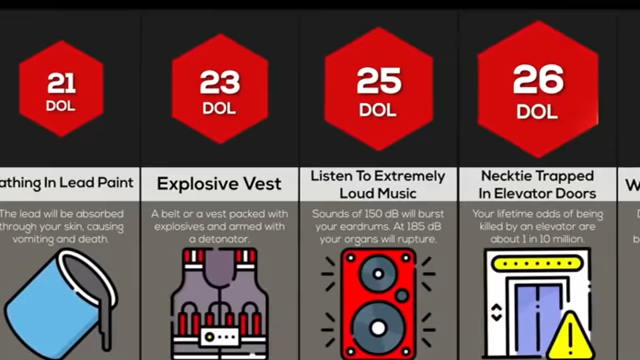 21
DOL
23
DOL
25
DOL
26
DOL
athing In Lead Paint
The lead will be absorbed
through your skin, causing
vomiting and death.
Explosive Vest
A belt or a vest packed with
explosives and armed with
a detonator.
Listen To Extremely
Loud Music
Sounds of 150 dB will burst
your eardrums. At 185 dB
your organs will rupture.
Necktie Trapped
In Elevator Doors
Your lifetime odds of being
killed by an elevator are
about 1 in 10 million.
W